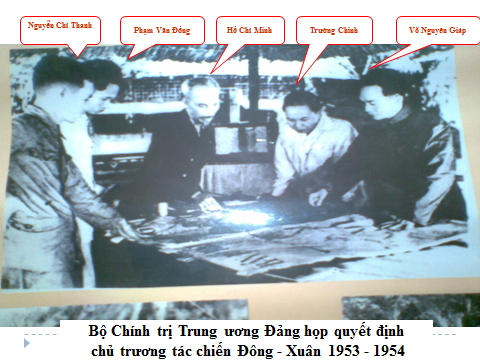 Nguyễn Chí Thanh
Phạm Văn Đồng
Hồ Chí Minh
Trường Chinh
Võ Nguyên Giáp
Bộ Chính trị Trung ương Đảng họp quyết định
chủ trương tác chiến Đông - Xuân 1953 - 1954